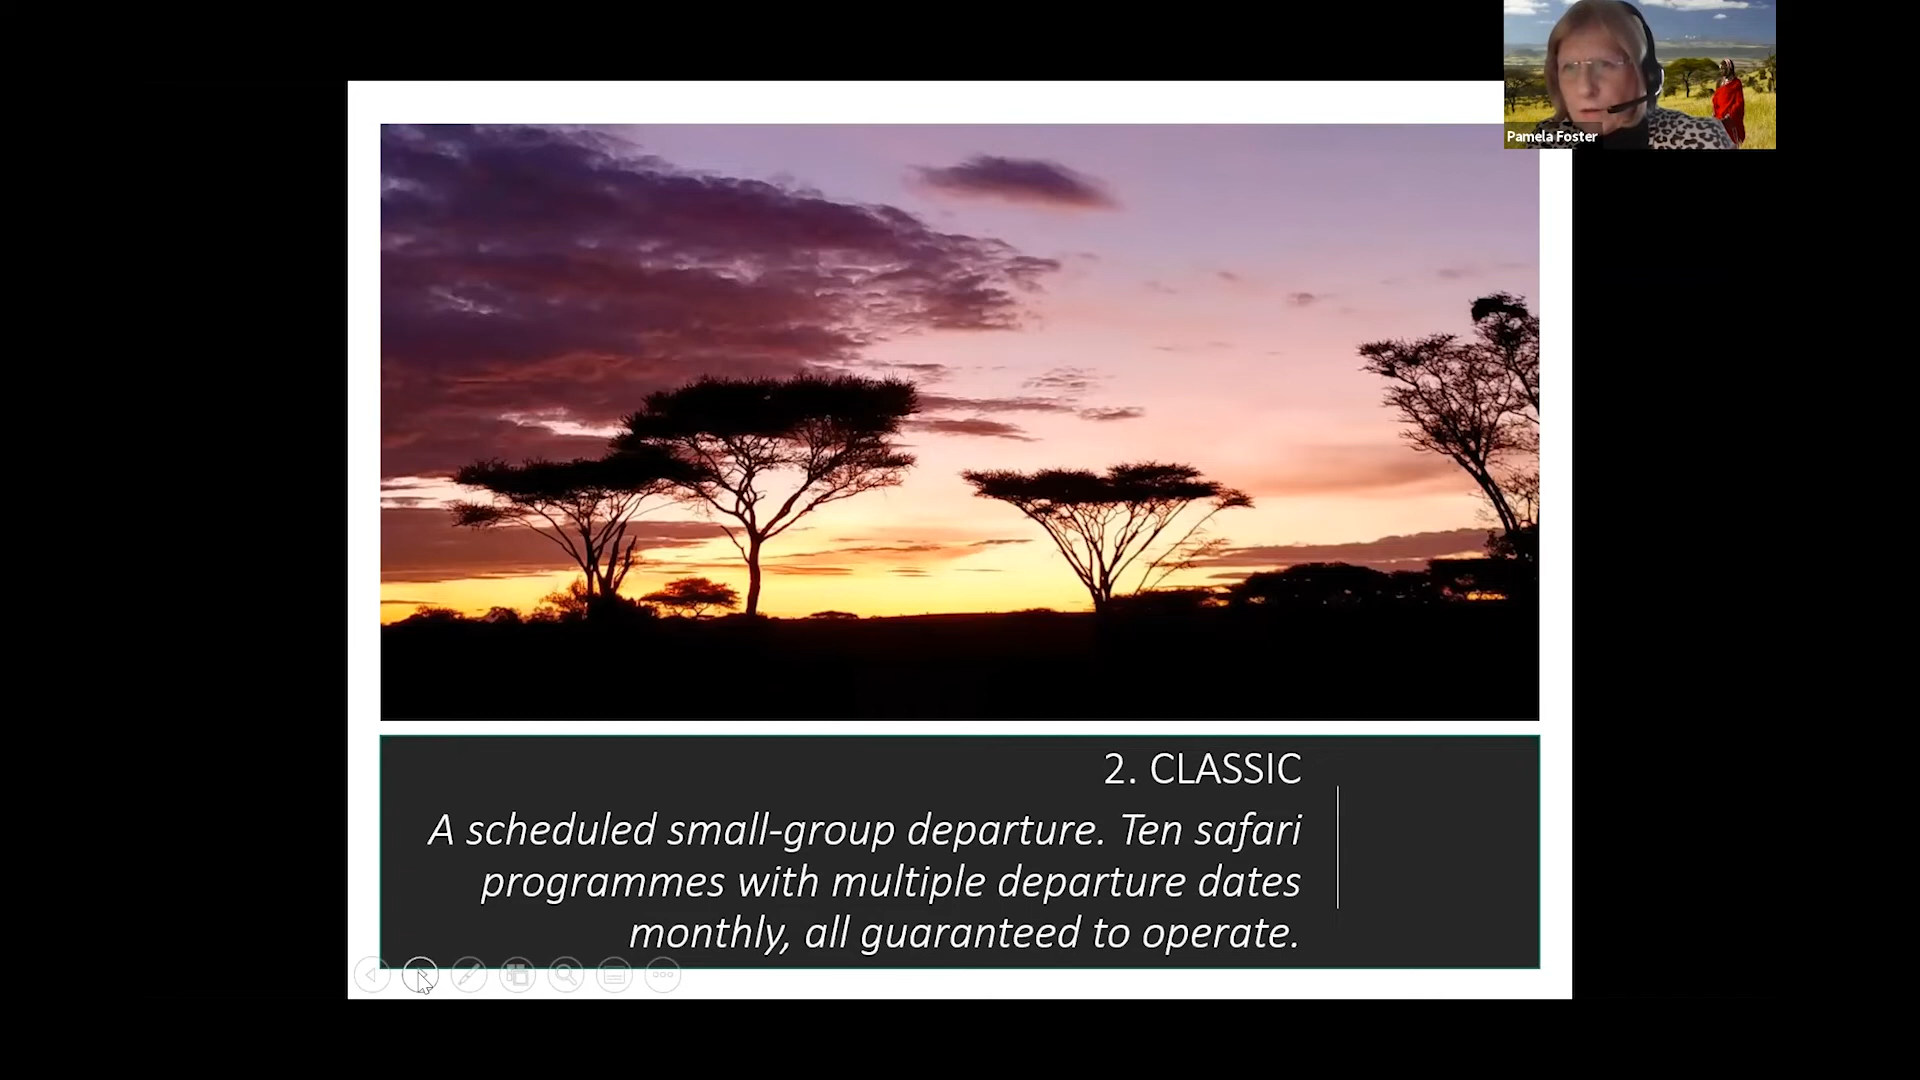 Pamela Foster
2. CLASSIC
A scheduled small-group departure. Ten safari
programmes with multiple departure dates
monthly, all guaranteed to operate.